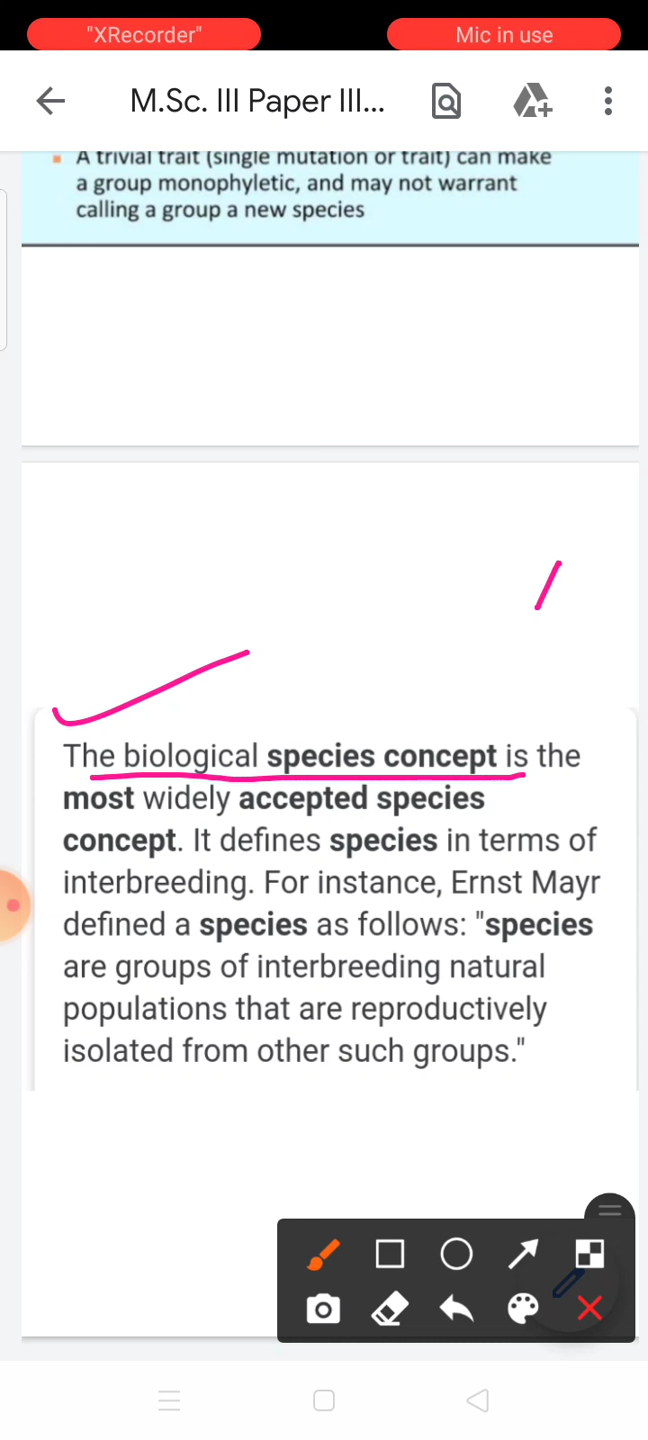 "XRecorder" Mic in use
M.Sc. III Paper III...
A trivial trait (single mutation or trait) can make
a group monophyletic, and may not warrant
calling a group a new species
The biological species concept is the
most widely accepted species
concept. It defines species in terms of
interbreeding. For instance, Ernst Mayr
defined a species as follows: "species
are groups of interbreeding natural
populations that are reproductively
isolated from other such groups."